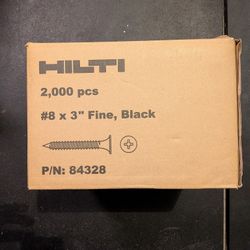 HILTI
2,000 pcs
#8 x 3" Fine, Black
P/N: 84328